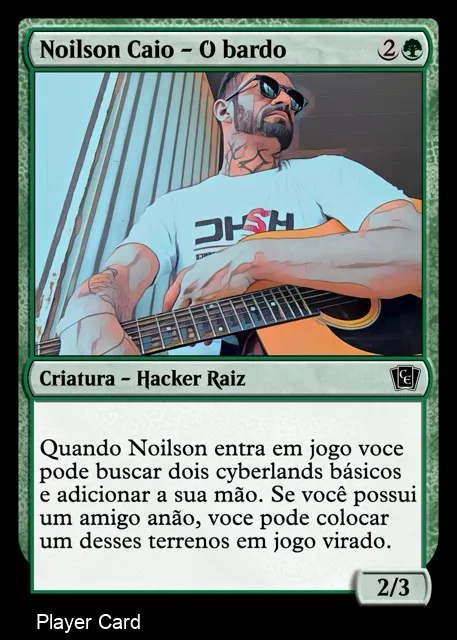 Noilson Caio – O bardo
2
Criatura – Hacker Raiz
CE
Quando Noilson entra em jogo voce
pode buscar dois cyberlands básicos
e adicionar a sua mão. Se você possui
um amigo anão, voce pode colocar
um desses terrenos em jogo virado.
2/3
Player Card